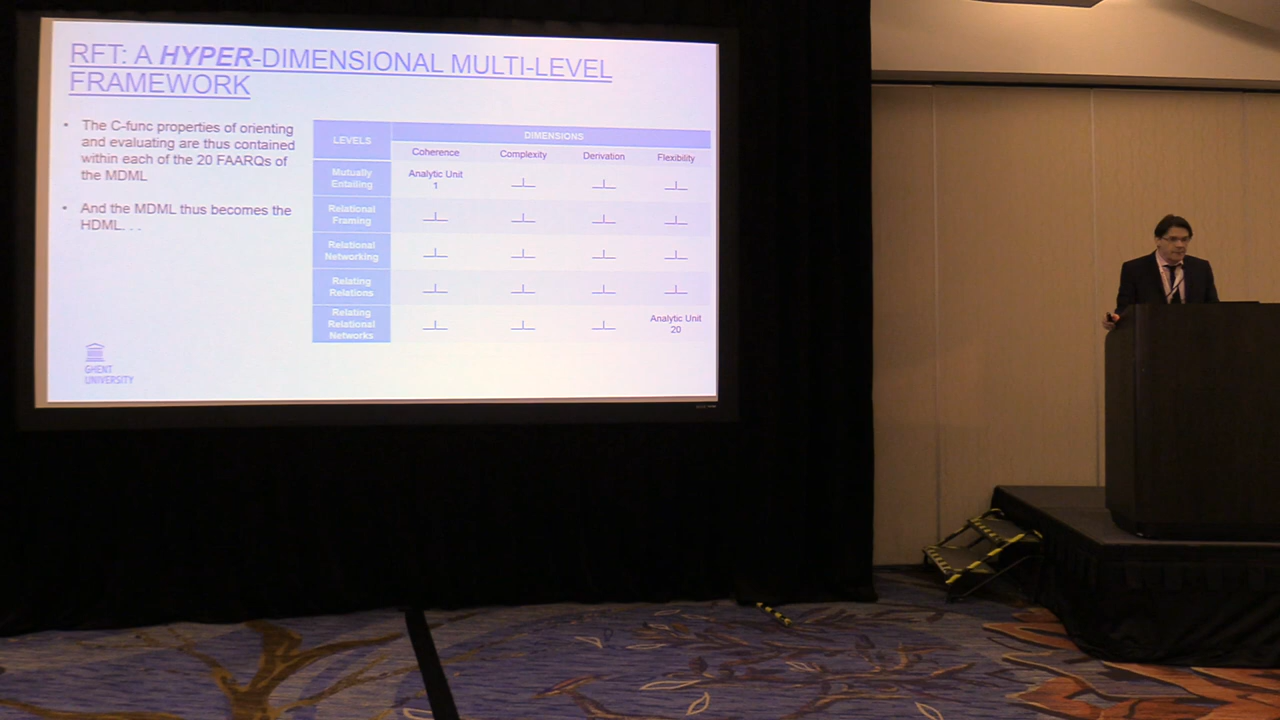 RFT: A HYPER-DIMENSIONAL MULTI-LEVEL
FRAMEWORK
• The C-func properties of orienting
and evaluating are thus contained
within each of the 20 FAARQs of
the MDML
• And the MDML thus becomes the
HDML. . .
LEVELS
DIMENSIONS
Coherence Complexity Derivation Flexibility
Mutually
Entailing
Analytic Unit
1
Relational
Framing
Relational
Networking
Relating
Relations
Relating
Relational
Networks
Analytic Unit
20
GHENT
UNIVERSITY